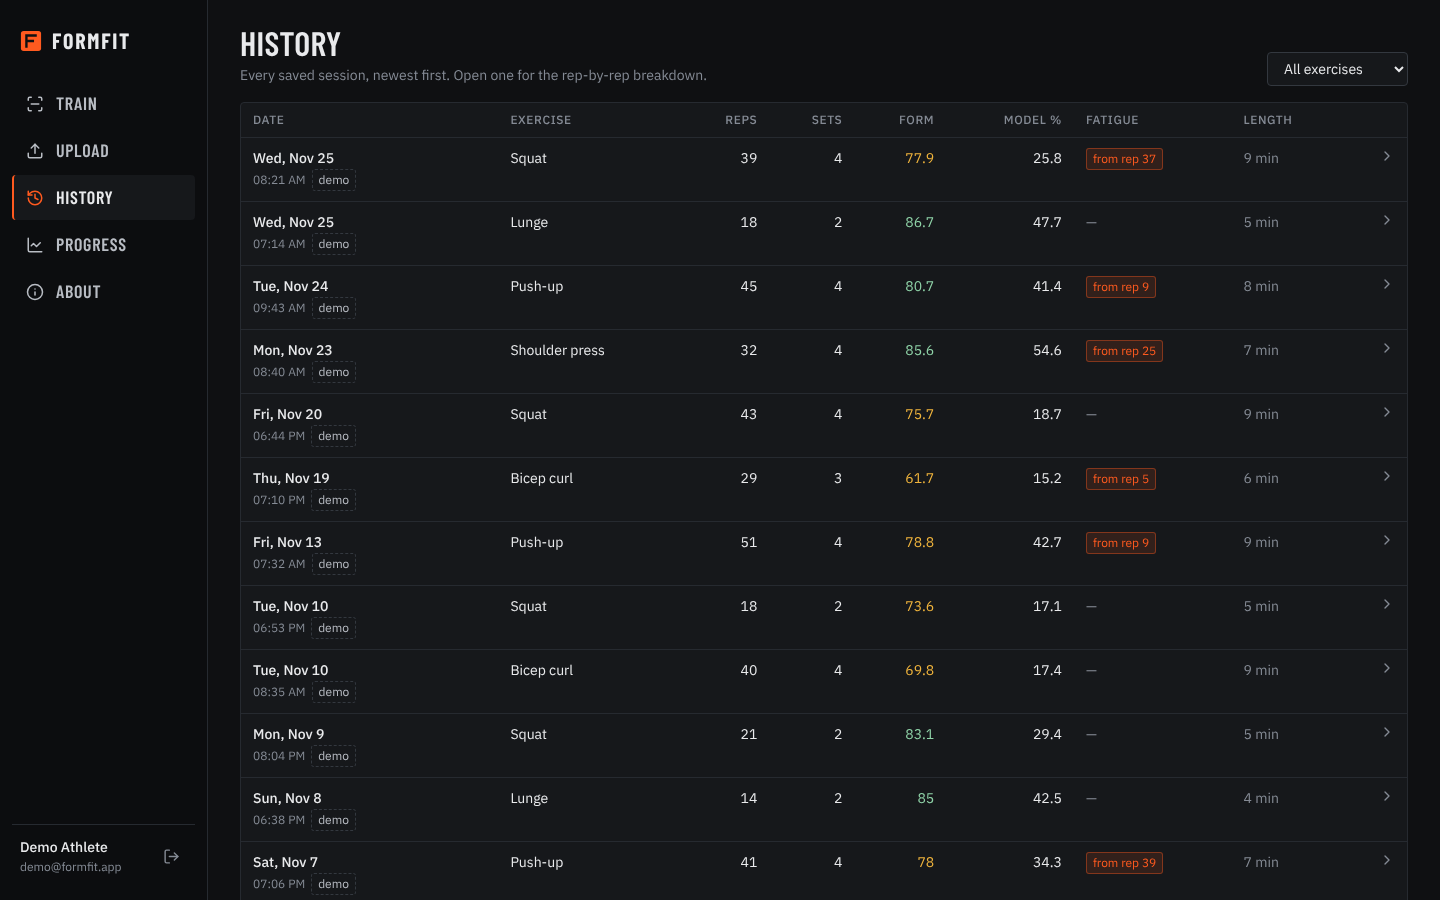 FORMFIT
TRAIN
UPLOAD
HISTORY
PROGRESS
ABOUT
Demo Athlete
demo@formfit.app
HISTORY
Every saved session, newest first. Open one for the rep-by-rep breakdown.
All exercises
DATE EXERCISE REPS SETS FORM MODEL % FATIGUE LENGTH
Wed, Nov 25 Squat 39 4 77.9 25.8 from rep 37 9 min
08:21 AM demo
Wed, Nov 25 Lunge 18 2 86.7 47.7 — 5 min
07:14 AM demo
Tue, Nov 24 Push-up 45 4 80.7 41.4 from rep 9 8 min
09:43 AM demo
Mon, Nov 23 Shoulder press 32 4 85.6 54.6 from rep 25 7 min
08:40 AM demo
Fri, Nov 20 Squat 43 4 75.7 18.7 — 9 min
06:44 PM demo
Thu, Nov 19 Bicep curl 29 3 61.7 15.2 from rep 5 6 min
07:10 PM demo
Fri, Nov 13 Push-up 51 4 78.8 42.7 from rep 9 9 min
07:32 AM demo
Tue, Nov 10 Squat 18 2 73.6 17.1 — 5 min
06:53 PM demo
Tue, Nov 10 Bicep curl 40 4 69.8 17.4 — 9 min
08:35 AM demo
Mon, Nov 9 Squat 21 2 83.1 29.4 — 5 min
08:04 PM demo
Sun, Nov 8 Lunge 14 2 85 42.5 — 4 min
06:38 PM demo
Sat, Nov 7 Push-up 41 4 78 34.3 from rep 39 7 min
07:06 PM demo